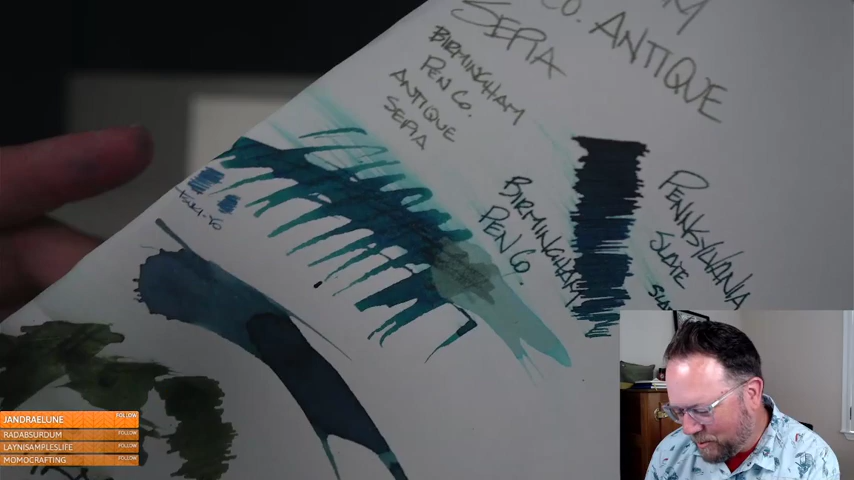 SEPIA
CO. ANTIQUE
BIRMINGHAM
PEN CO.
ANTIQUE
SEPIA
BIRMINGHAM
PEN CO.
PENNSYLVANIA
SLATE
JANDRAELUNE FOLLOW
RADABSURDUM FOLLOW
LAYNISAMPLESLIFE FOLLOW
MOMOCRAFTING FOLLOW